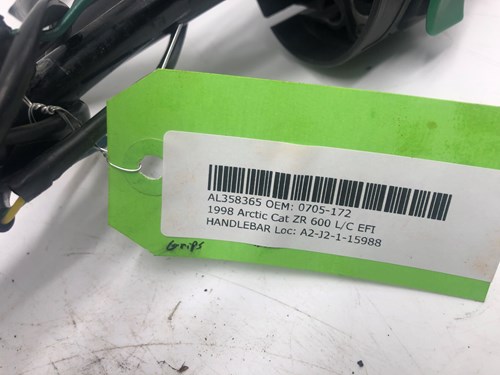 AL358365 OEM: 0705-172
1998 Arctic Cat ZR 600 L/C EFI
HANDLEBAR Loc: A2-J2-1-15988
Grips